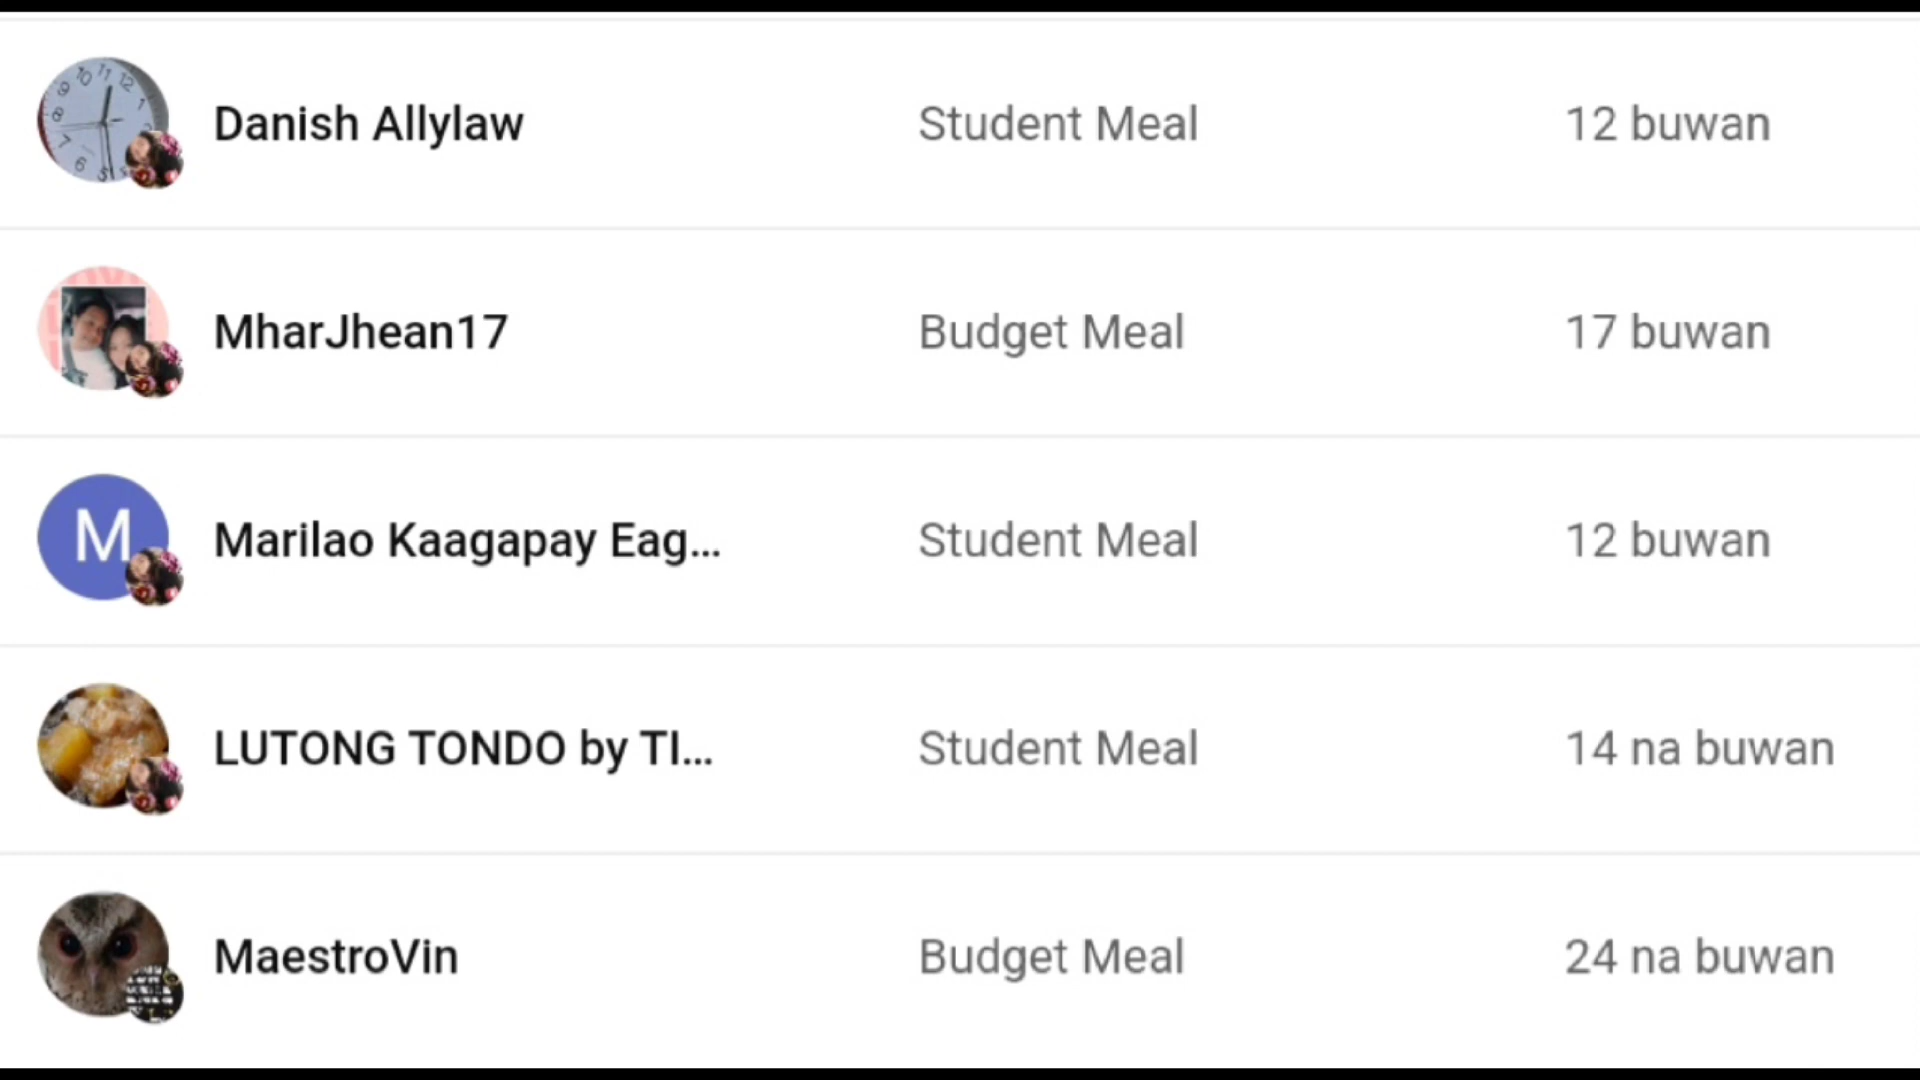 Danish Allylaw Student Meal 12 buwan
MharJhean17 Budget Meal 17 buwan
M
Marilao Kaagapay Eag... Student Meal 12 buwan
LUTONG TONDO by TI... Student Meal 14 na buwan
MaestroVin Budget Meal 24 na buwan